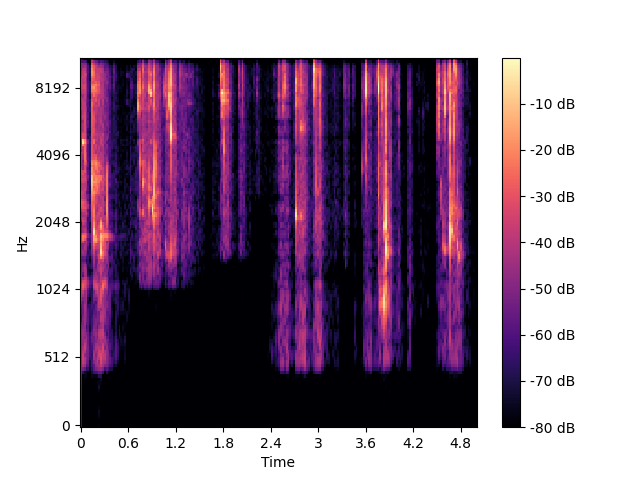 8192
4096
2048
1024
512
0
Hz
0 0.6 1.2 1.8 2.4 3 3.6 4.2 4.8
Time
-10 dB
-20 dB
-30 dB
-40 dB
-50 dB
-60 dB
-70 dB
-80 dB